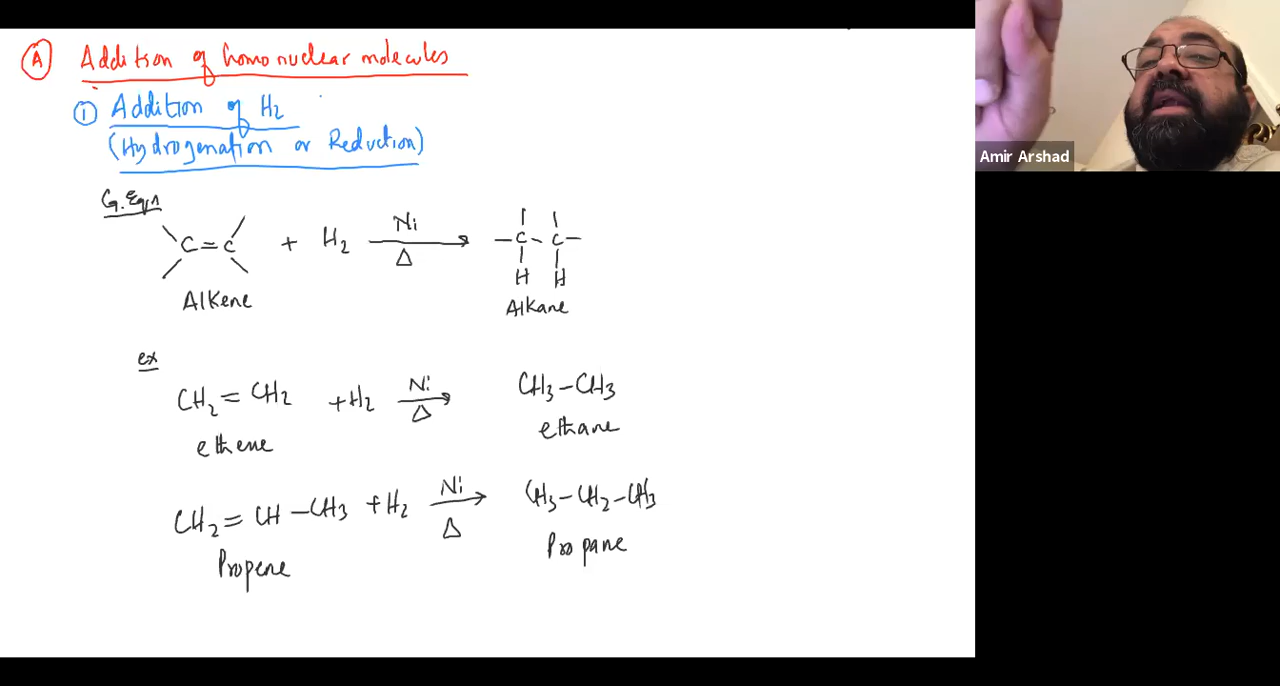 A Addition of homonuclear molecules
① Addition of H2
(Hydrogenation or Reduction)
G.Eqn
C=C + H2 Ni Δ -C-C-
H H
Alkene Alkane
ex
CH2=CH2 +H2 Ni Δ CH3-CH3
ethene ethane
CH2=CH-CH3 +H2 Ni Δ CH3-CH2-CH3
Propene Propane
Amir Arshad